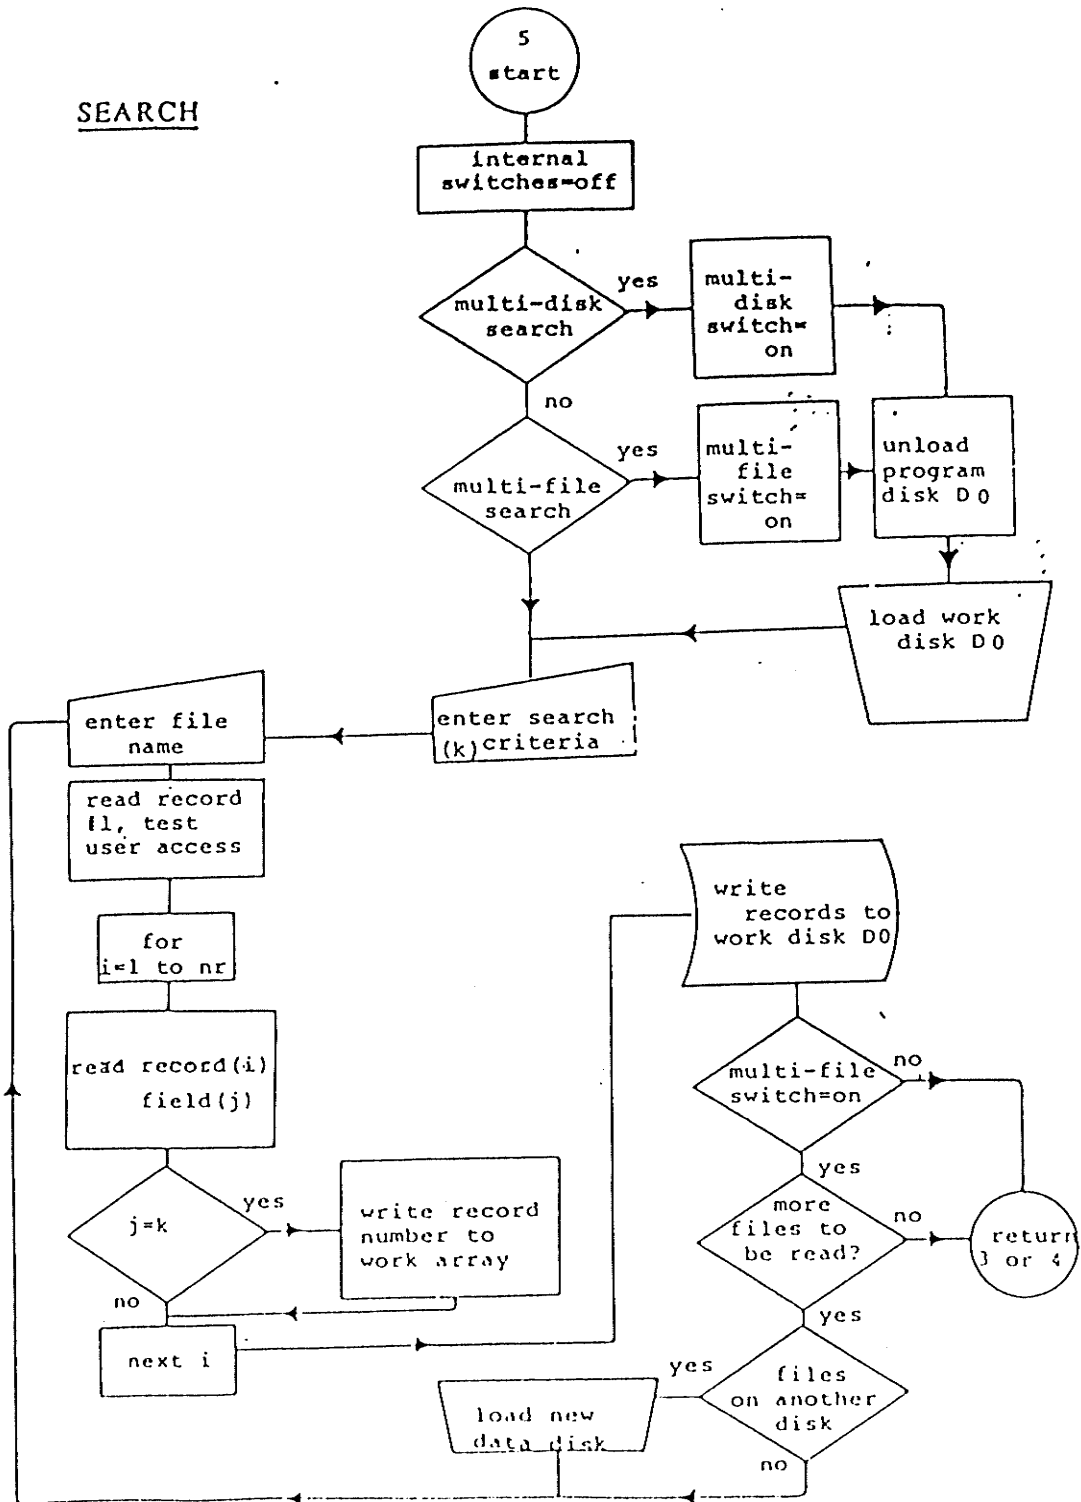 5
start
SEARCH
internal
switches=off
multi-disk
search
yes
multi-
disk
switch=
on
no
multi-file
search
yes
multi-
file
switch=
on
unload
program
disk D0
load work
disk D0
enter search
(k) criteria
enter file
name
read record
#1, test
user access
for
i=1 to nr
read record(i)
field(j)
j=k
yes
write record
number to
work array
no
next i
write
records to
work disk D0
multi-file
switch=on
no
yes
more
files to
be read?
no
return
3 or 4
yes
files
on another
disk
yes
load new
data disk
no